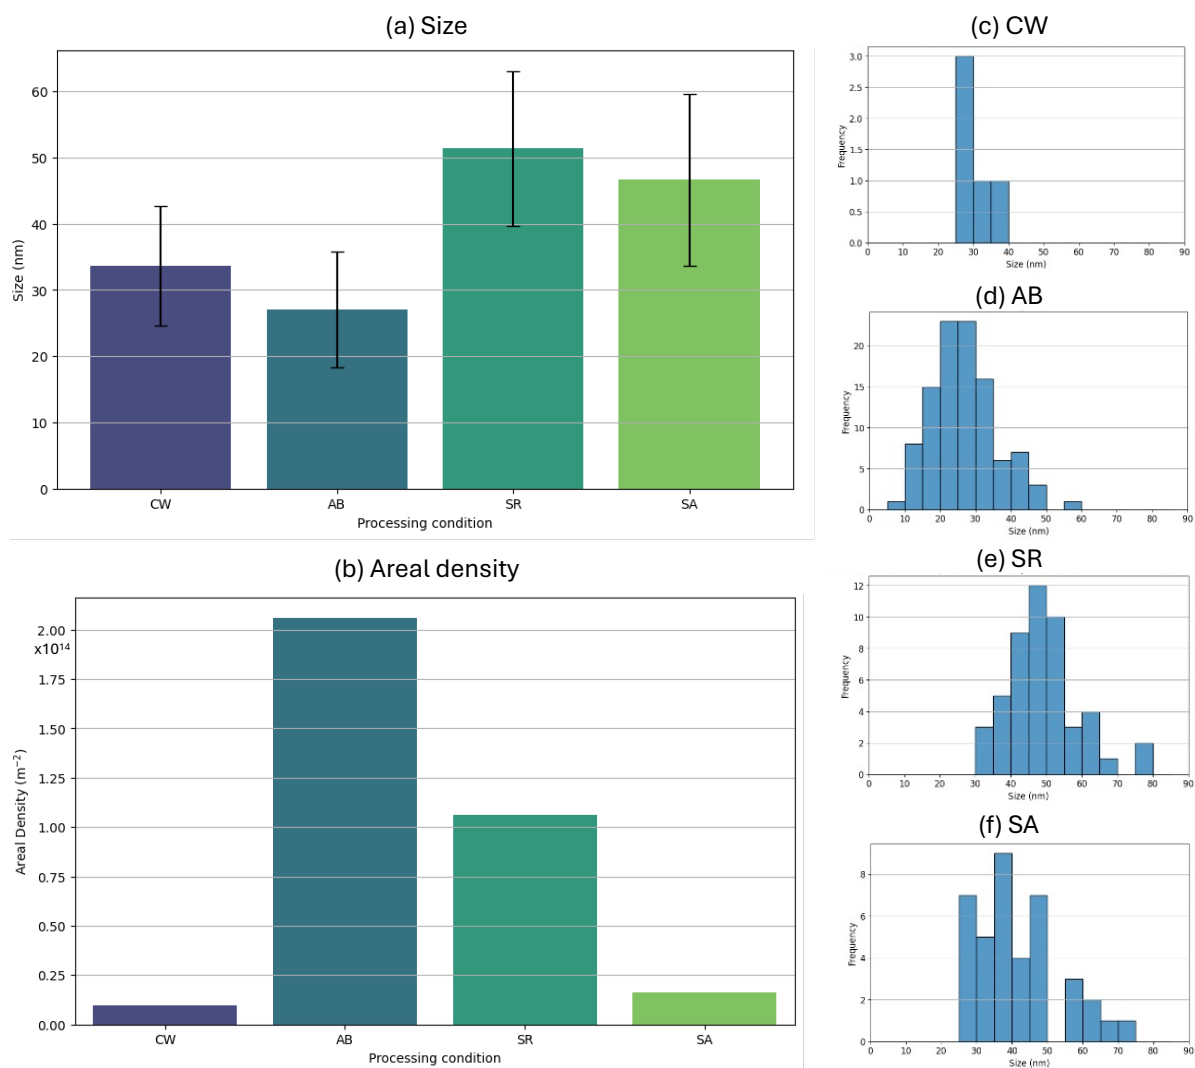 (a) Size
60
50
40
30
20
10
0
Size (nm)
CW AB SR SA
Processing condition
(b) Areal density
2.00
x10¹⁴
1.75
1.50
1.25
1.00
0.75
0.50
0.25
0.00
Areal Density (m⁻²)
CW AB SR SA
Processing condition
(c) CW
3.0
2.5
2.0
1.5
1.0
0.5
0.0
Frequency
0 10 20 30 40 50 60 70 80 90
Size (nm)
(d) AB
20
15
10
5
0
Frequency
0 10 20 30 40 50 60 70 80 90
Size (nm)
(e) SR
12
10
8
6
4
2
0
Frequency
0 10 20 30 40 50 60 70 80 90
Size (nm)
(f) SA
8
6
4
2
0
Frequency
0 10 20 30 40 50 60 70 80 90
Size (nm)